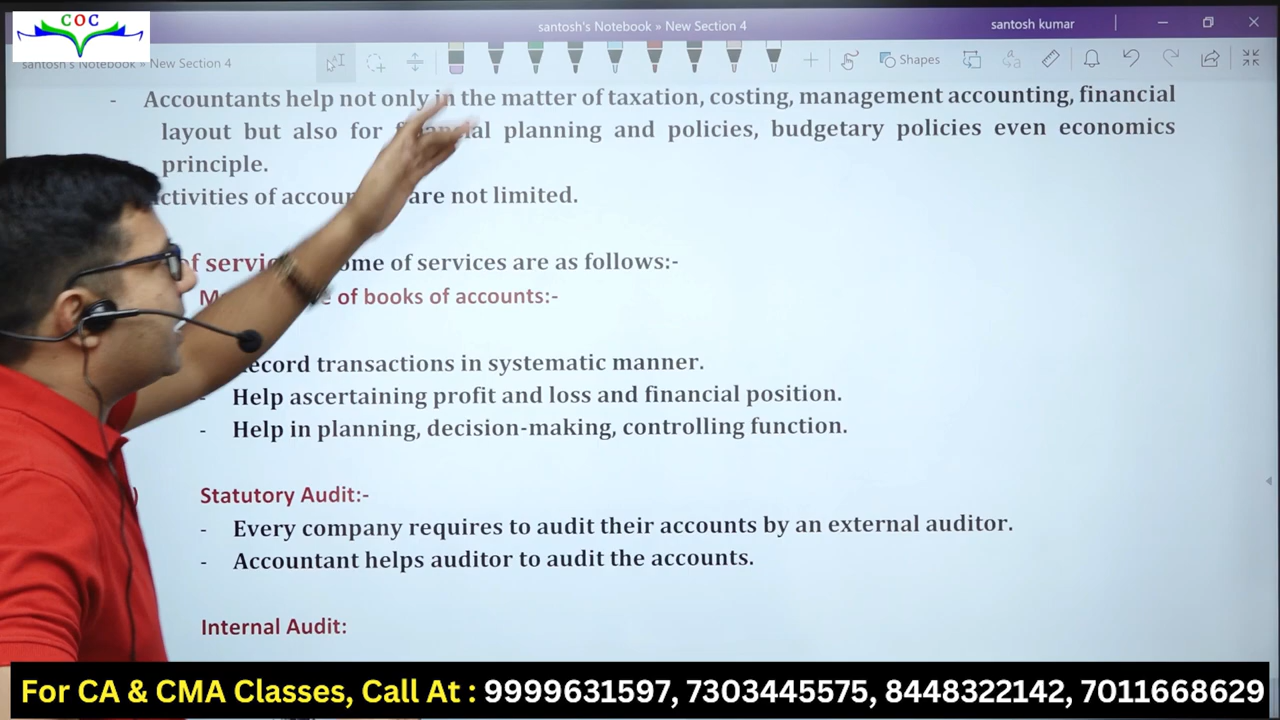 COC
santosh's Notebook » New Section 4
santosh kumar
santosh's Notebook » New Section 4
Shapes
- Accountants help not only in the matter of taxation, costing, management accounting, financial
layout but also for financial planning and policies, budgetary policies even economics
principle.
ctivities of are not limited.
of ome of services are as follows:-
of books of accounts:-
ecord transactions in systematic manner.
- Help ascertaining profit and loss and financial position.
- Help in planning, decision-making, controlling function.
) Statutory Audit:-
- Every company requires to audit their accounts by an external auditor.
- Accountant helps auditor to audit the accounts.
Internal Audit:
For CA & CMA Classes, Call At : 9999631597, 7303445575, 8448322142, 7011668629